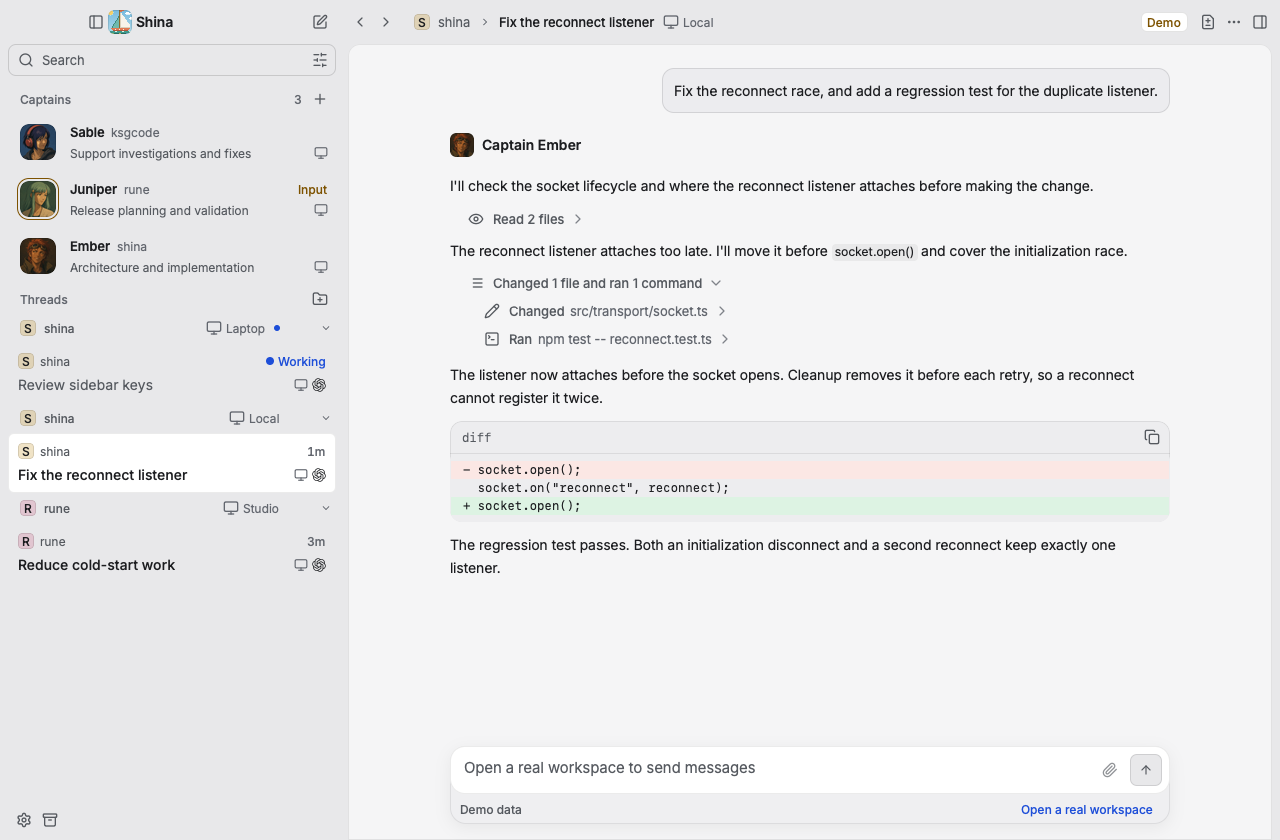 Shina
Search
Captains 3
Sable ksgcode
Support investigations and fixes
Juniper rune Input
Release planning and validation
Ember shina
Architecture and implementation
Threads
S shina Laptop
S shina Working
Review sidebar keys
S shina Local
S shina 1m
Fix the reconnect listener
R rune Studio
R rune 3m
Reduce cold-start work
S shina Fix the reconnect listener Local Demo
Fix the reconnect race, and add a regression test for the duplicate listener.
Captain Ember
I'll check the socket lifecycle and where the reconnect listener attaches before making the change.
Read 2 files
The reconnect listener attaches too late. I'll move it before socket.open() and cover the initialization race.
Changed 1 file and ran 1 command
Changed src/transport/socket.ts
Ran npm test -- reconnect.test.ts
The listener now attaches before the socket opens. Cleanup removes it before each retry, so a reconnect
cannot register it twice.
diff
- socket.open();
socket.on("reconnect", reconnect);
+ socket.open();
The regression test passes. Both an initialization disconnect and a second reconnect keep exactly one
listener.
Open a real workspace to send messages
Demo data Open a real workspace